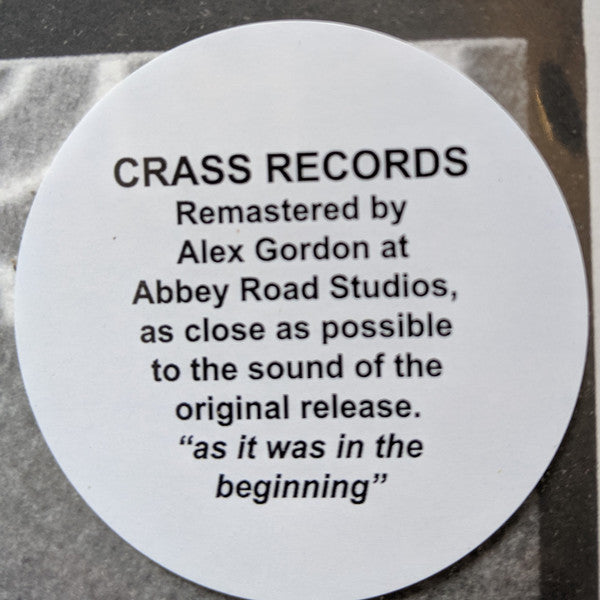 CRASS RECORDS
Remastered by
Alex Gordon at
Abbey Road Studios,
as close as possible
to the sound of the
original release.
“as it was in the
beginning”